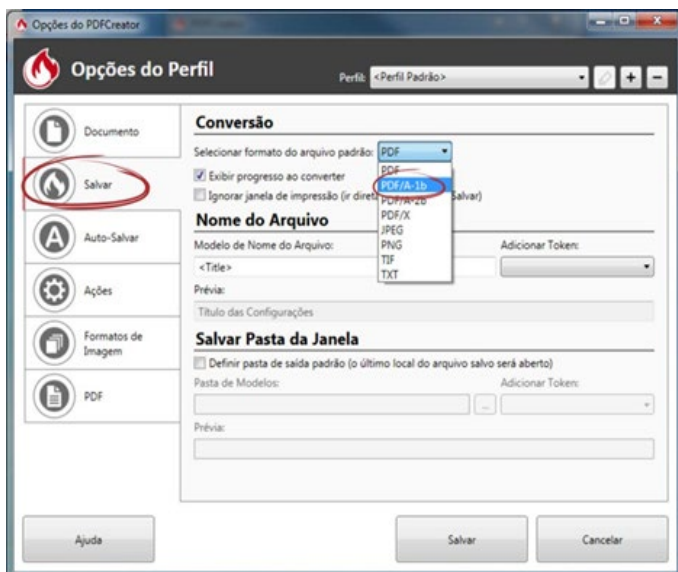 Opções do PDFCreator
Opções do Perfil
Perfil: <Perfil Padrão>
Documento
Salvar
Auto-Salvar
Ações
Formatos de
Imagem
PDF
Conversão
Selecionar formato do arquivo padrão: PDF
PDF
PDF/A-1b
PDF/A-2b
PDF/X
JPEG
PNG
TIF
TXT
Exibir progresso ao converter
Ignorar janela de impressão (ir diret Salvar)
Nome do Arquivo
Modelo de Nome do Arquivo:
Adicionar Token:
<Title>
Prévia:
Título das Configurações
Salvar Pasta da Janela
Definir pasta de saída padrão (o último local do arquivo salvo será aberto)
Pasta de Modelos:
Adicionar Token:
...
Prévia:
Ajuda
Salvar
Cancelar